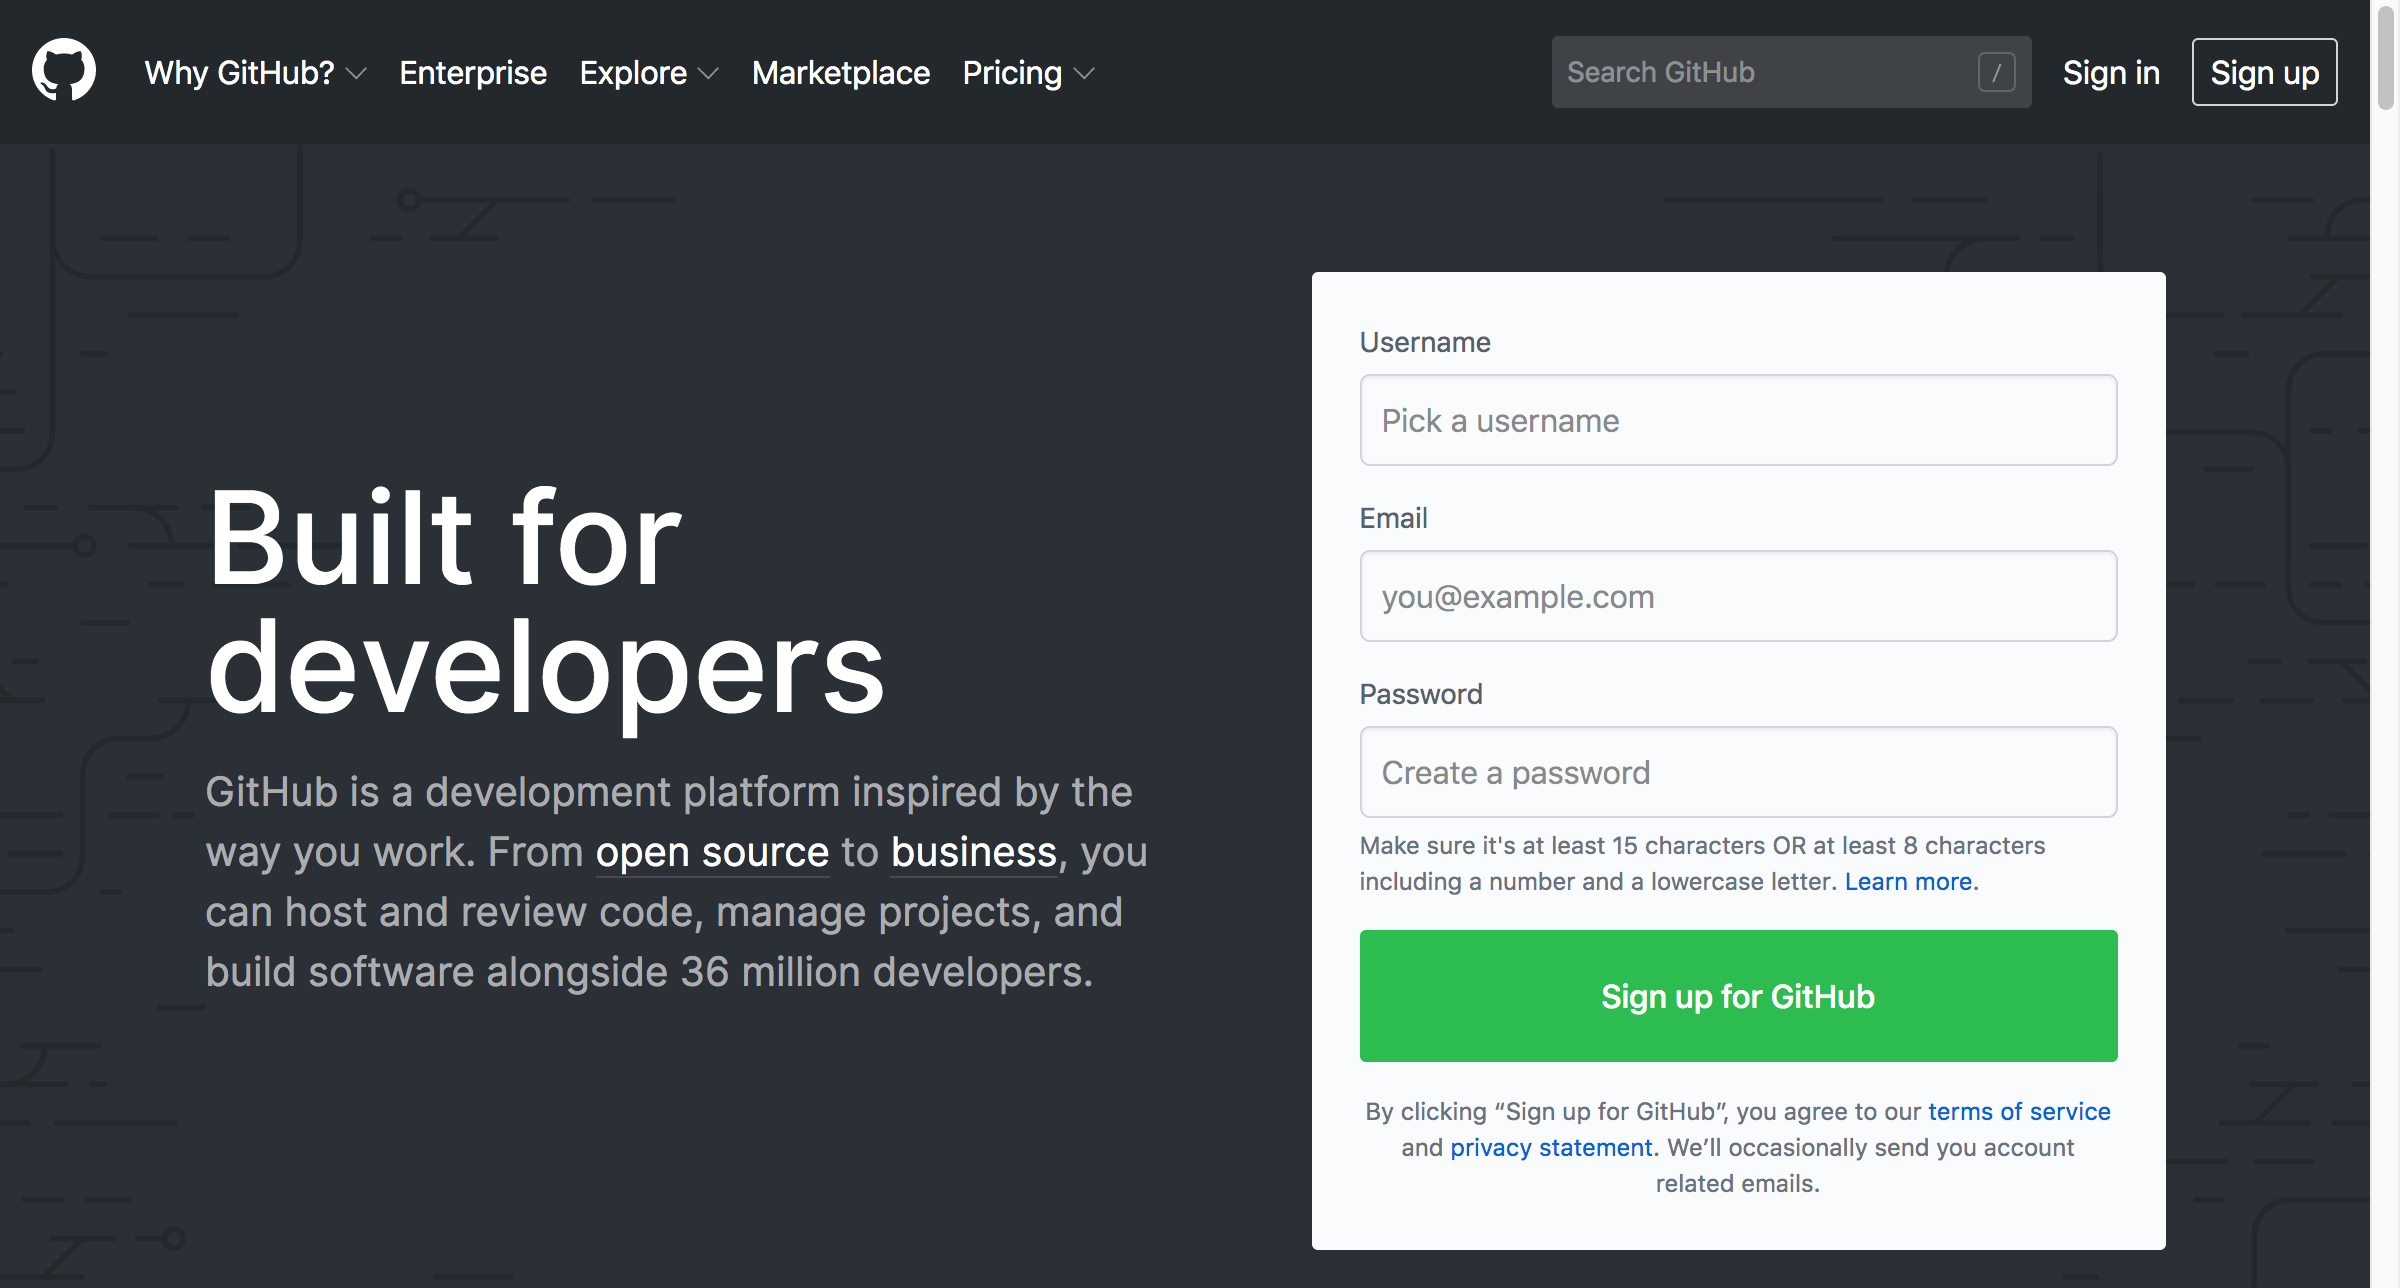 Why GitHub? Enterprise Explore Marketplace Pricing Search GitHub / Sign in Sign up
Built for
developers
GitHub is a development platform inspired by the
way you work. From open source to business, you
can host and review code, manage projects, and
build software alongside 36 million developers.
Username
Pick a username
Email
you@example.com
Password
Create a password
Make sure it's at least 15 characters OR at least 8 characters
including a number and a lowercase letter. Learn more.
Sign up for GitHub
By clicking “Sign up for GitHub”, you agree to our terms of service
and privacy statement. We’ll occasionally send you account
related emails.